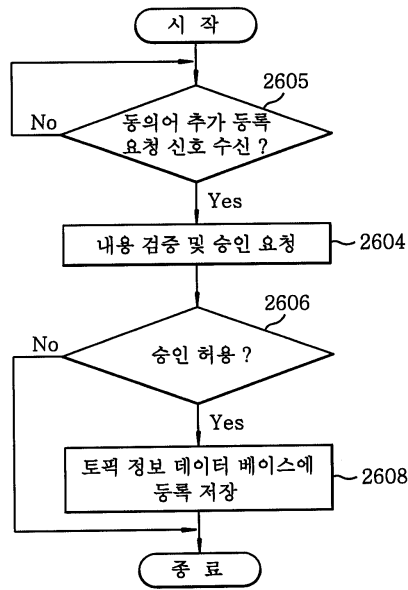 시 작
2605
동의어 추가 등록
요청 신호 수신 ?
No
Yes
내용 검증 및 승인 요청
2604
2606
No
승인 허용 ?
Yes
토픽 정보 데이터 베이스에
등록 저장
2608
종 료